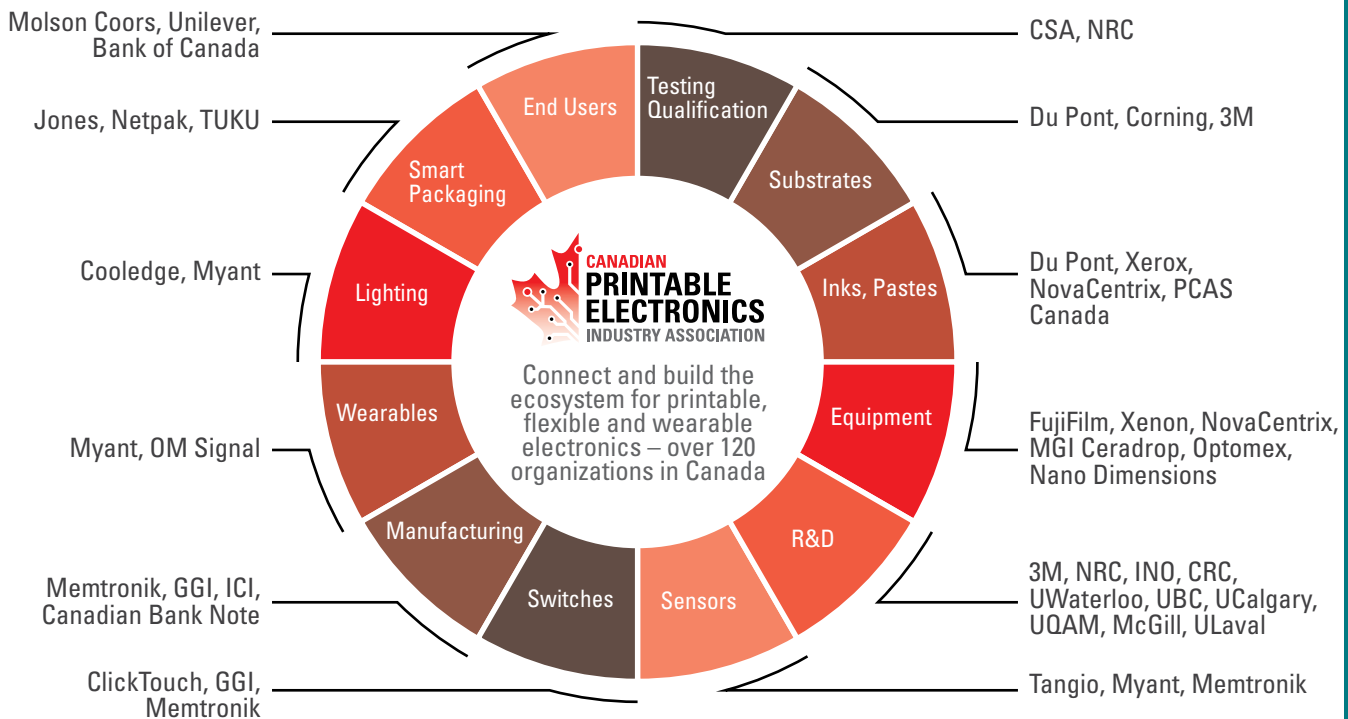 Molson Coors, Unilever,
Bank of Canada
CSA, NRC
Jones, Netpak, TUKU
Du Pont, Corning, 3M
Cooledge, Myant
Du Pont, Xerox,
NovaCentrix, PCAS
Canada
Myant, OM Signal
FujiFilm, Xenon, NovaCentrix,
MGI Ceradrop, Optomex,
Nano Dimensions
Memtronik, GGI, ICI,
Canadian Bank Note
3M, NRC, INO, CRC,
UWaterloo, UBC, UCalgary,
UQAM, McGill, ULaval
ClickTouch, GGI,
Memtronik
Tangio, Myant, Memtronik
End Users
Testing
Qualification
Smart
Packaging
Substrates
Lighting
Inks, Pastes
Wearables
Equipment
Manufacturing
R&D
Switches
Sensors
CANADIAN
PRINTABLE
ELECTRONICS
INDUSTRY ASSOCIATION
Connect and build the
ecosystem for printable,
flexible and wearable
electronics – over 120
organizations in Canada